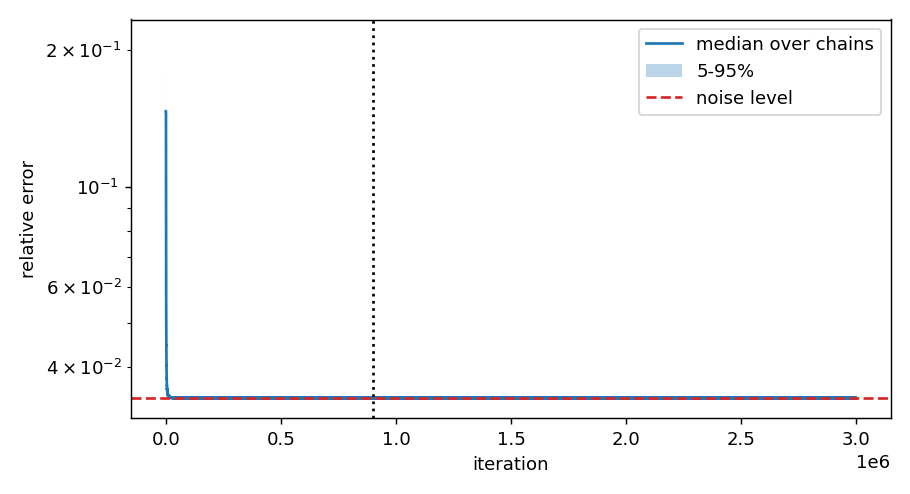 median over chains
5-95%
noise level
relative error
2 × 10⁻¹
10⁻¹
6 × 10⁻²
4 × 10⁻²
0.0 0.5 1.0 1.5 2.0 2.5 3.0
1e6
iteration